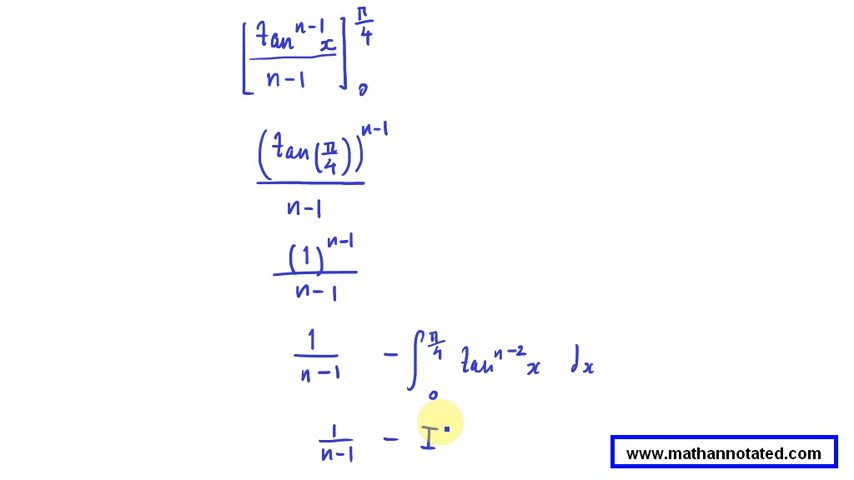 [tan^{n-1} x / (n-1)]_0^{π/4}
(tan(π/4))^{n-1} / (n-1)
(1)^{n-1} / (n-1)
1/(n-1) - ∫_0^{π/4} tan^{n-2} x dx
1/(n-1) - I
www.mathannotated.com